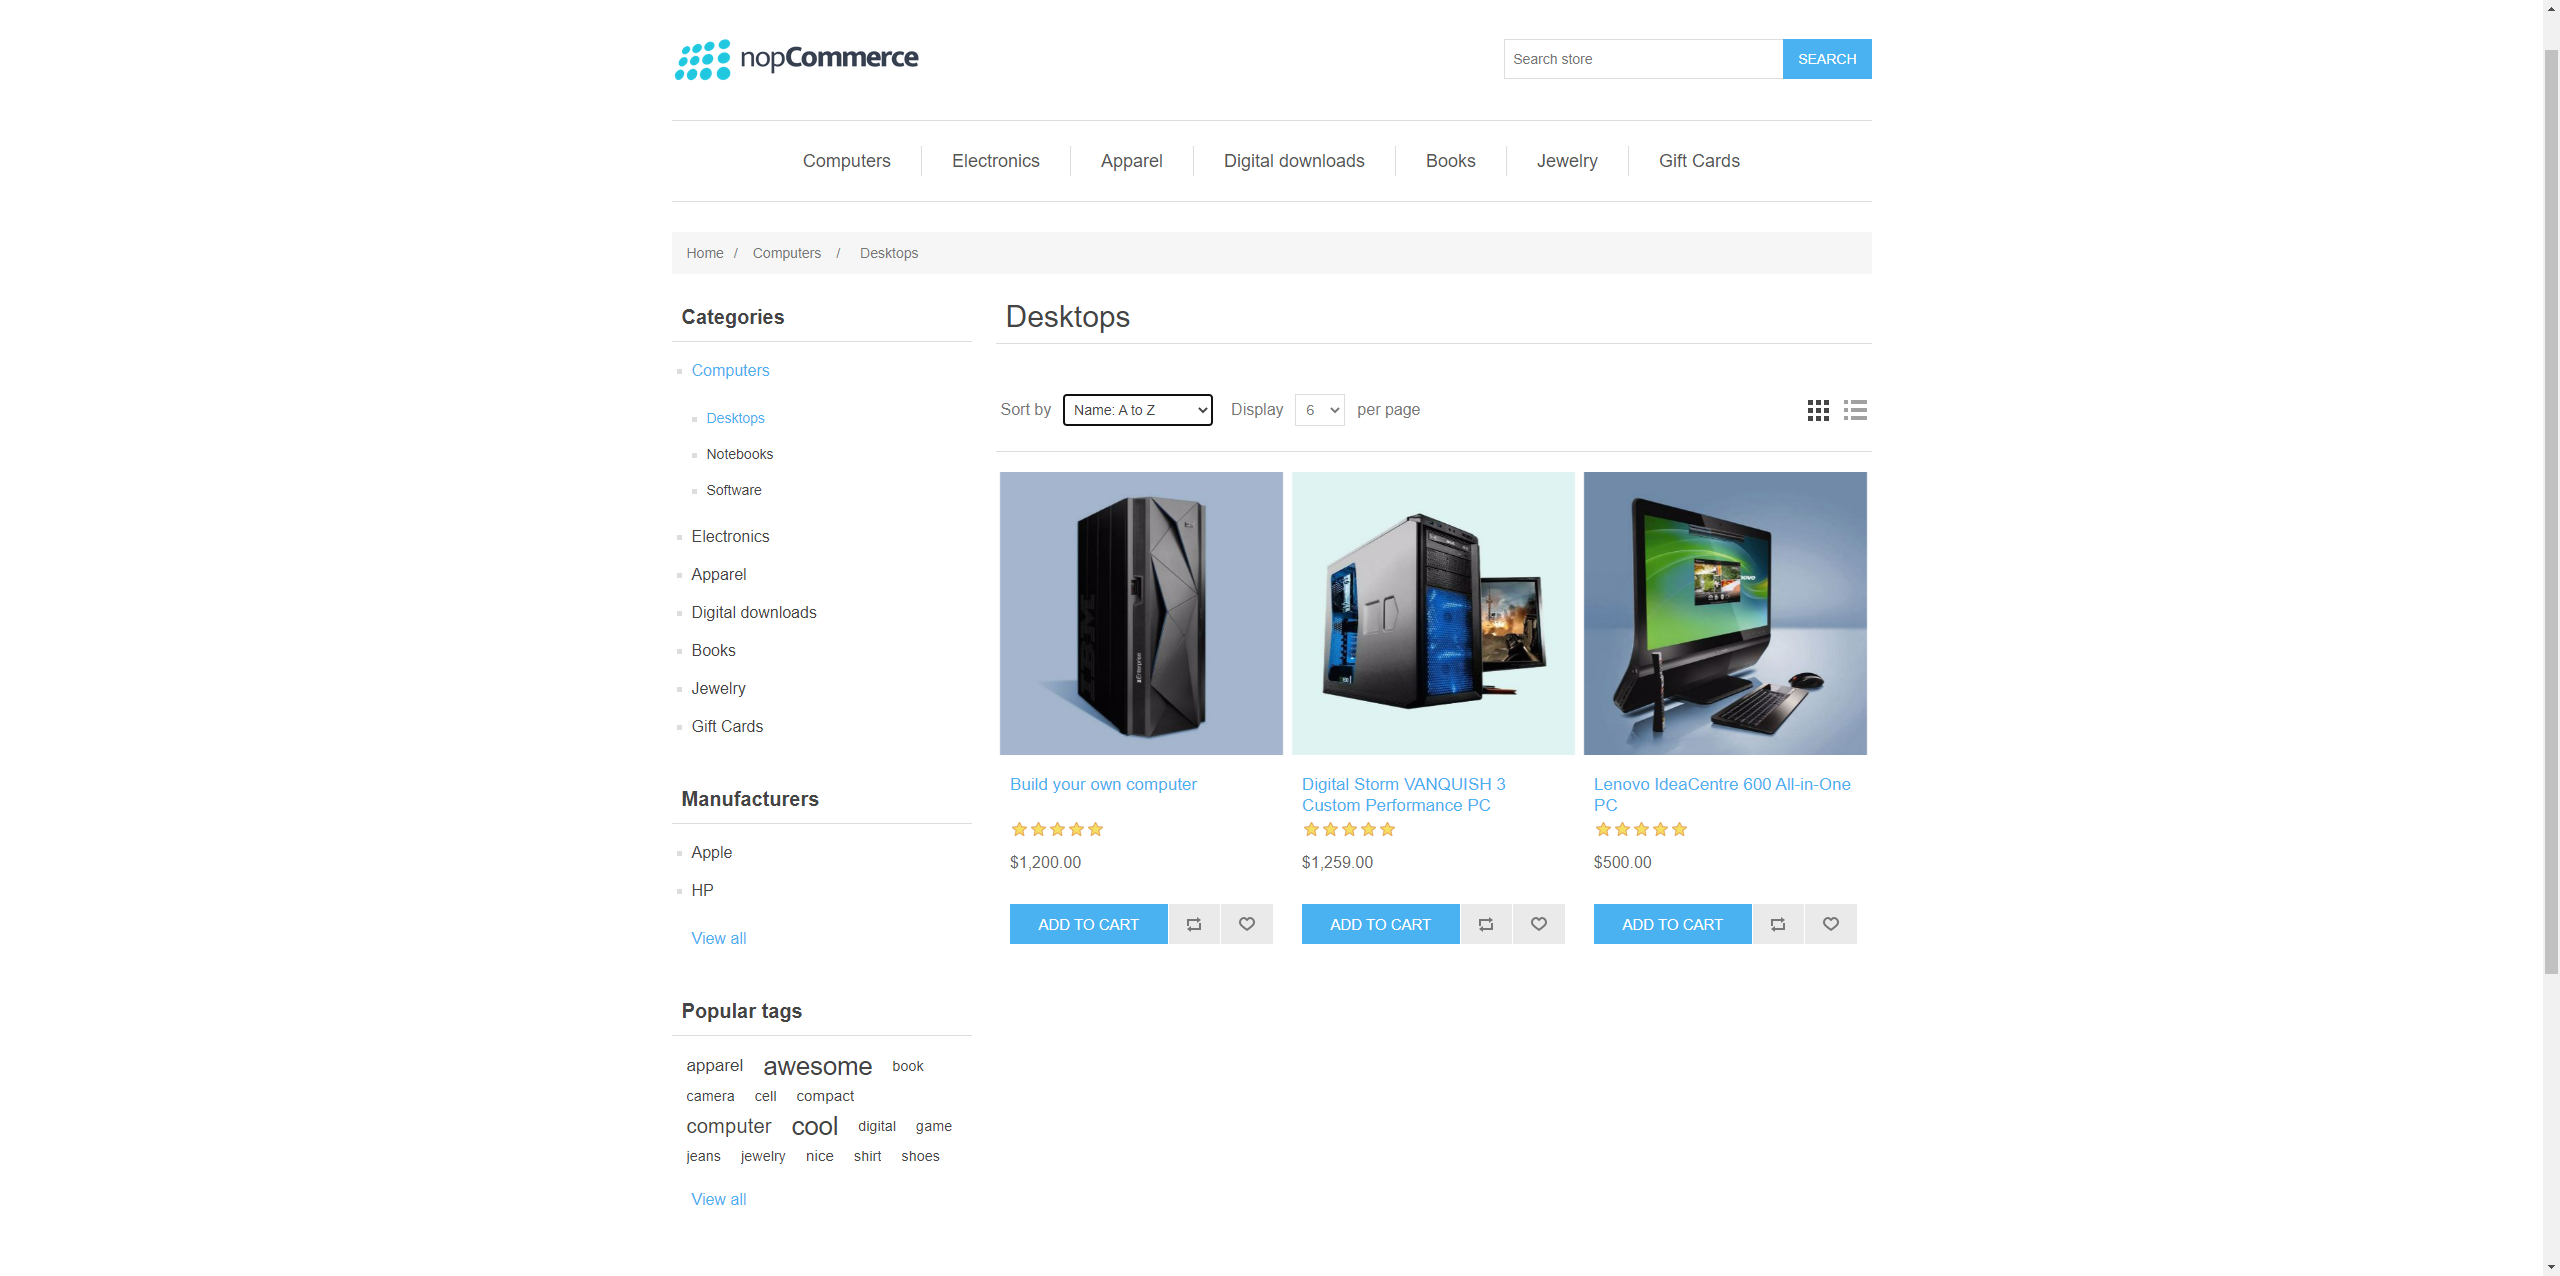 nopCommerce
Search store
SEARCH
Computers
Electronics
Apparel
Digital downloads
Books
Jewelry
Gift Cards
Home / Computers / Desktops
Categories
Computers
Desktops
Notebooks
Software
Electronics
Apparel
Digital downloads
Books
Jewelry
Gift Cards
Manufacturers
Apple
HP
View all
Popular tags
apparel awesome book
camera cell compact
computer cool digital game
jeans jewelry nice shirt shoes
View all
Desktops
Sort by Name: A to Z Display 6 per page
IBM
zEnterprise
Build your own computer
$1,200.00
ADD TO CART
Digital Storm VANQUISH 3
Custom Performance PC
$1,259.00
ADD TO CART
Lenovo IdeaCentre 600 All-in-One
PC
$500.00
ADD TO CART